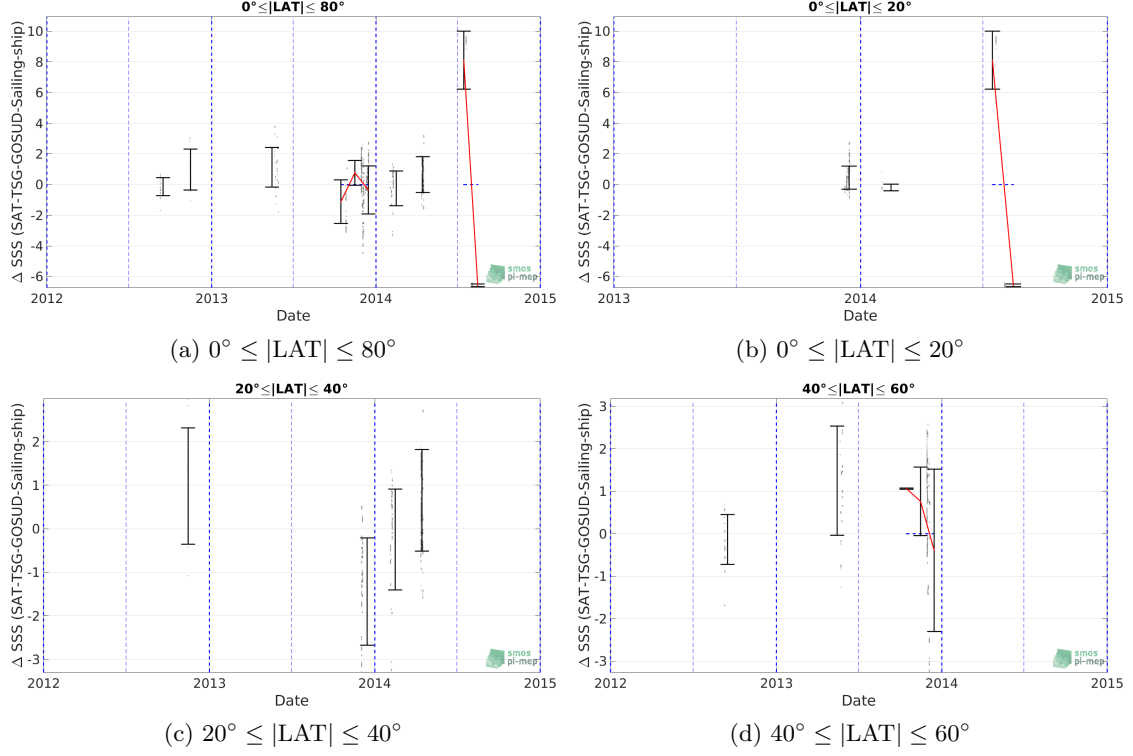 0°≤|LAT|≤ 80°
Δ SSS (SAT-TSG-GOSUD-Sailing-ship)
10
8
6
4
2
0
-2
-4
-6
2012
2013
2014
2015
Date
smos
pi-mep
(a) 0° ≤ |LAT| ≤ 80°
0°≤|LAT|≤ 20°
Δ SSS (SAT-TSG-GOSUD-Sailing-ship)
10
8
6
4
2
0
-2
-4
-6
2013
2014
2015
Date
smos
pi-mep
(b) 0° ≤ |LAT| ≤ 20°
20°≤|LAT|≤ 40°
Δ SSS (SAT-TSG-GOSUD-Sailing-ship)
2
1
0
-1
-2
-3
2012
2013
2014
2015
Date
smos
pi-mep
(c) 20° ≤ |LAT| ≤ 40°
40°≤|LAT|≤ 60°
Δ SSS (SAT-TSG-GOSUD-Sailing-ship)
3
2
1
0
-1
-2
-3
2012
2013
2014
2015
Date
smos
pi-mep
(d) 40° ≤ |LAT| ≤ 60°